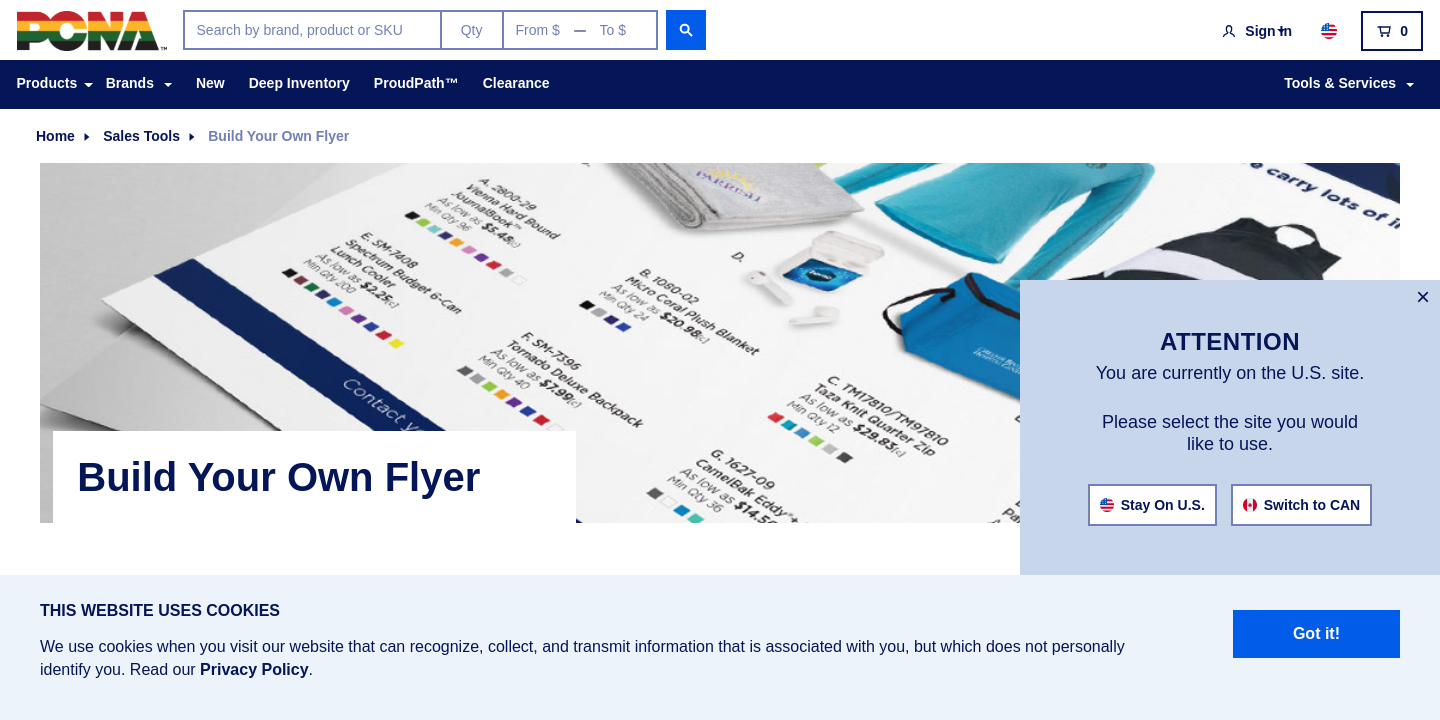 PCNA™
Search by brand, product or SKU
Qty
From $ — To $
Sign In
0
Products
Brands
New
Deep Inventory
ProudPath™
Clearance
Tools & Services
Home
Sales Tools
Build Your Own Flyer
A. 2800-29
Vienna Hard Bound
JournalBook™
As low as $5.43(c)
Min Qty 96
E. SM-7408
Spectrum Budget 6-Can
Lunch Cooler
As low as $2.25(c)
Min Qty 200
B. 1080-02
Micro Coral Plush Blanket
As low as $20.98(c)
Min Qty 24
D.
e carry lots of i
F. SM-7396
Tornado Deluxe Backpack
As low as $7.99(c)
Min Qty 40
C. TM17810/TM97810
Taza Knit Quarter Zip
As low as $29.83(c)
Min Qty 12
G. 1627-09
CamelBak Eddy®+
As low as $14.50
Min Qty 36
Contact y
Build Your Own Flyer
×
ATTENTION
You are currently on the U.S. site.
Please select the site you would
like to use.
Stay On U.S.
Switch to CAN
THIS WEBSITE USES COOKIES
We use cookies when you visit our website that can recognize, collect, and transmit information that is associated with you, but which does not personally
identify you. Read our Privacy Policy.
Got it!